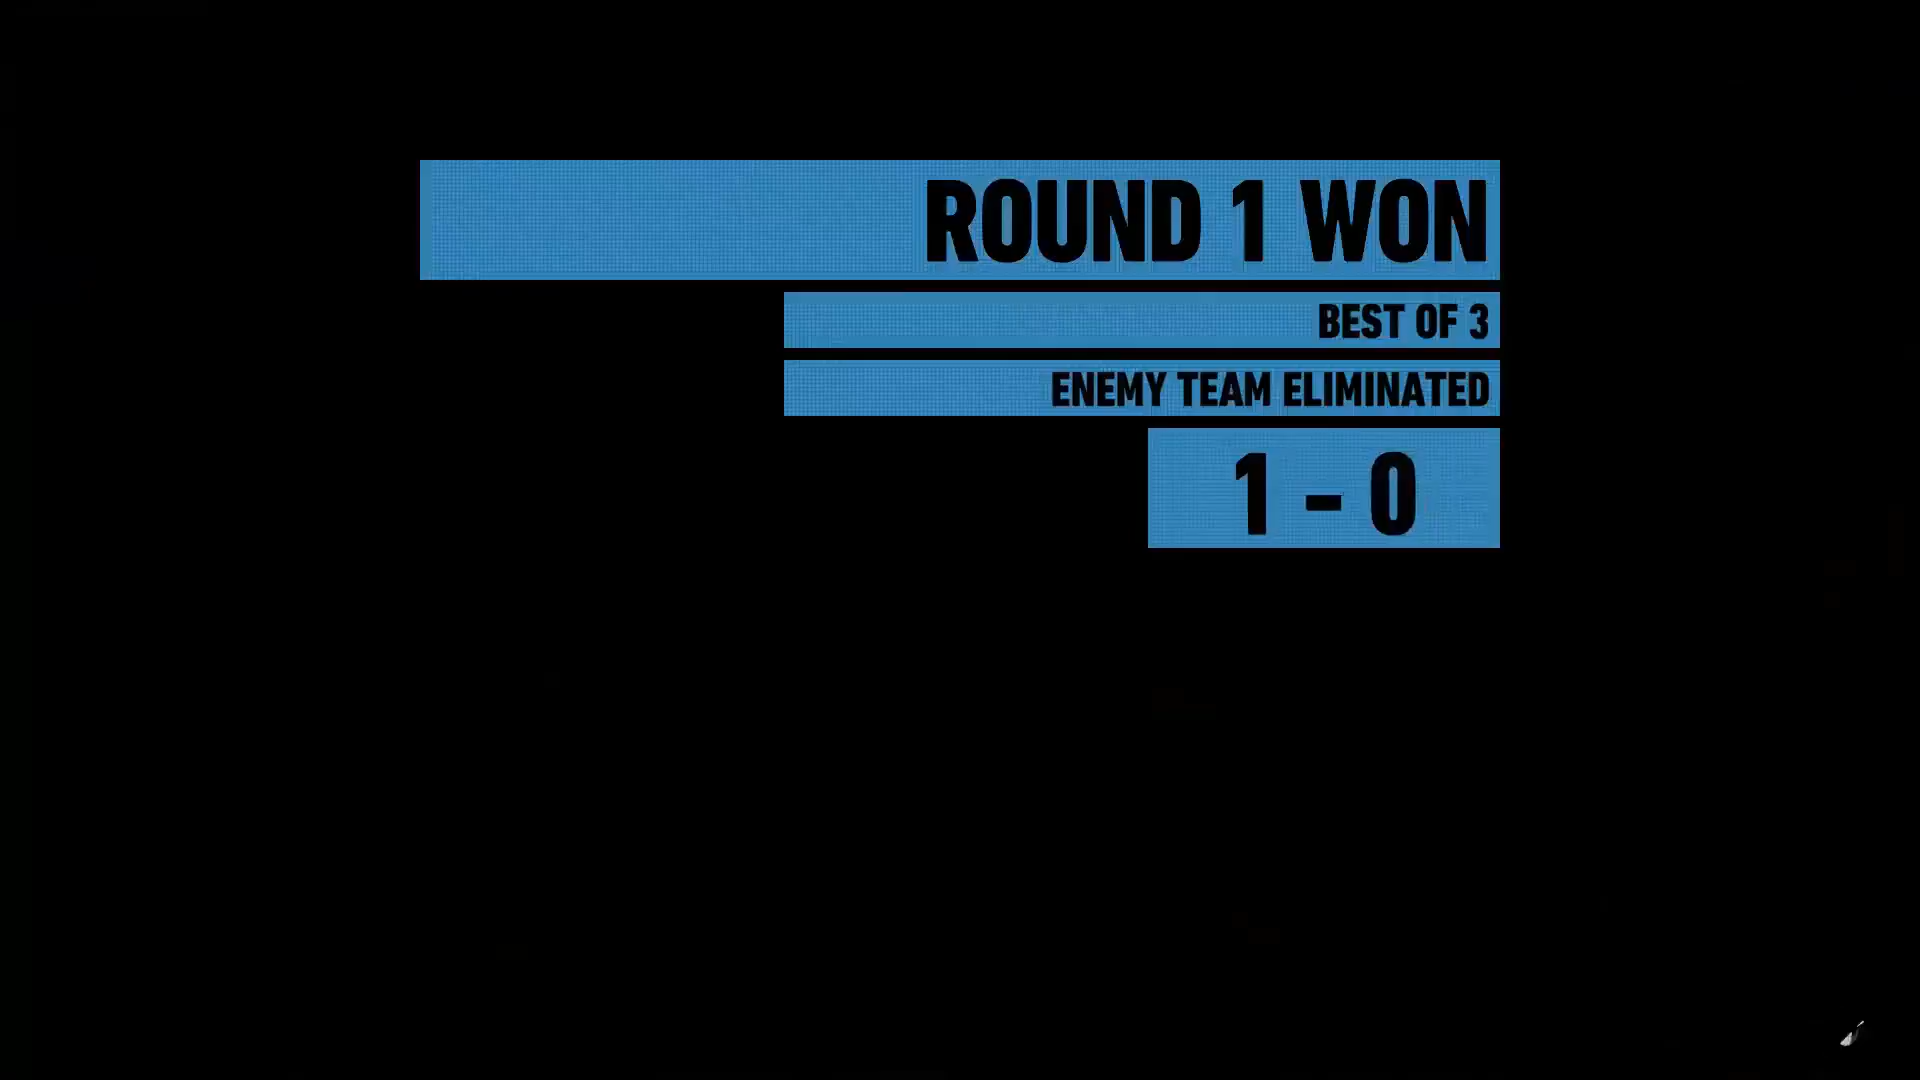 ROUND 1 WON
BEST OF 3
ENEMY TEAM ELIMINATED
1 - 0